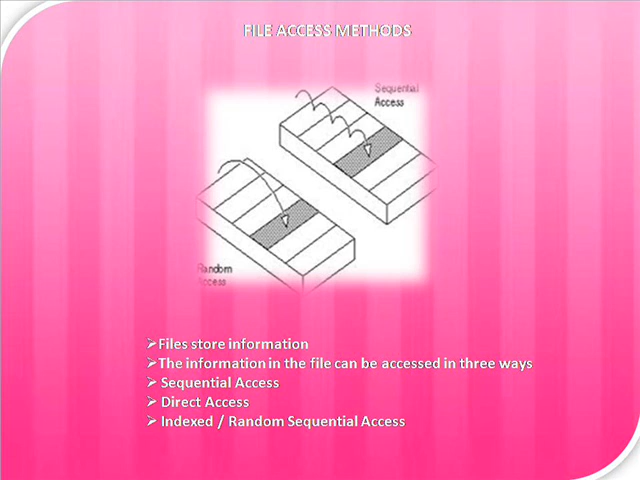 FILE ACCESS METHODS
Sequential
Access
Random
Access
➢Files store information
➢The information in the file can be accessed in three ways
➢ Sequential Access
➢ Direct Access
➢ Indexed / Random Sequential Access